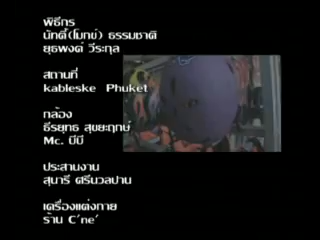 พิธีกร
นักตี้(โมกข์) ธรรมชาติ
ยุธพงค์ วีระกุล
สถานที่
kableske Phuket
กล้อง
ธีรยุทธ สุขยะฤกษ์
Mc. บีบี
ประสานงาน
สุนารี ศรีนวลปาน
เครื่องแต่งกาย
ร้าน C'ne'